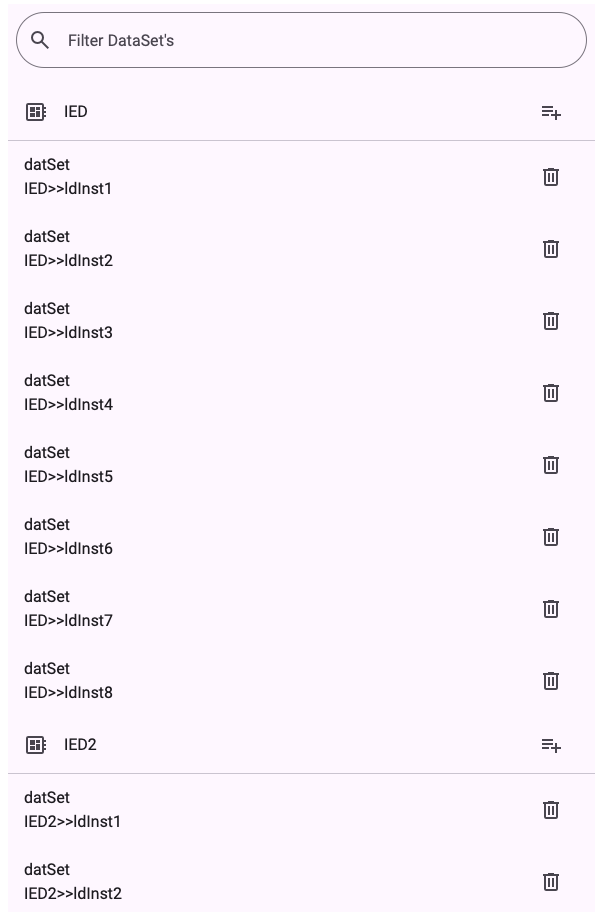 Filter DataSet's
IED
datSet
IED>>ldInst1
datSet
IED>>ldInst2
datSet
IED>>ldInst3
datSet
IED>>ldInst4
datSet
IED>>ldInst5
datSet
IED>>ldInst6
datSet
IED>>ldInst7
datSet
IED>>ldInst8
IED2
datSet
IED2>>ldInst1
datSet
IED2>>ldInst2